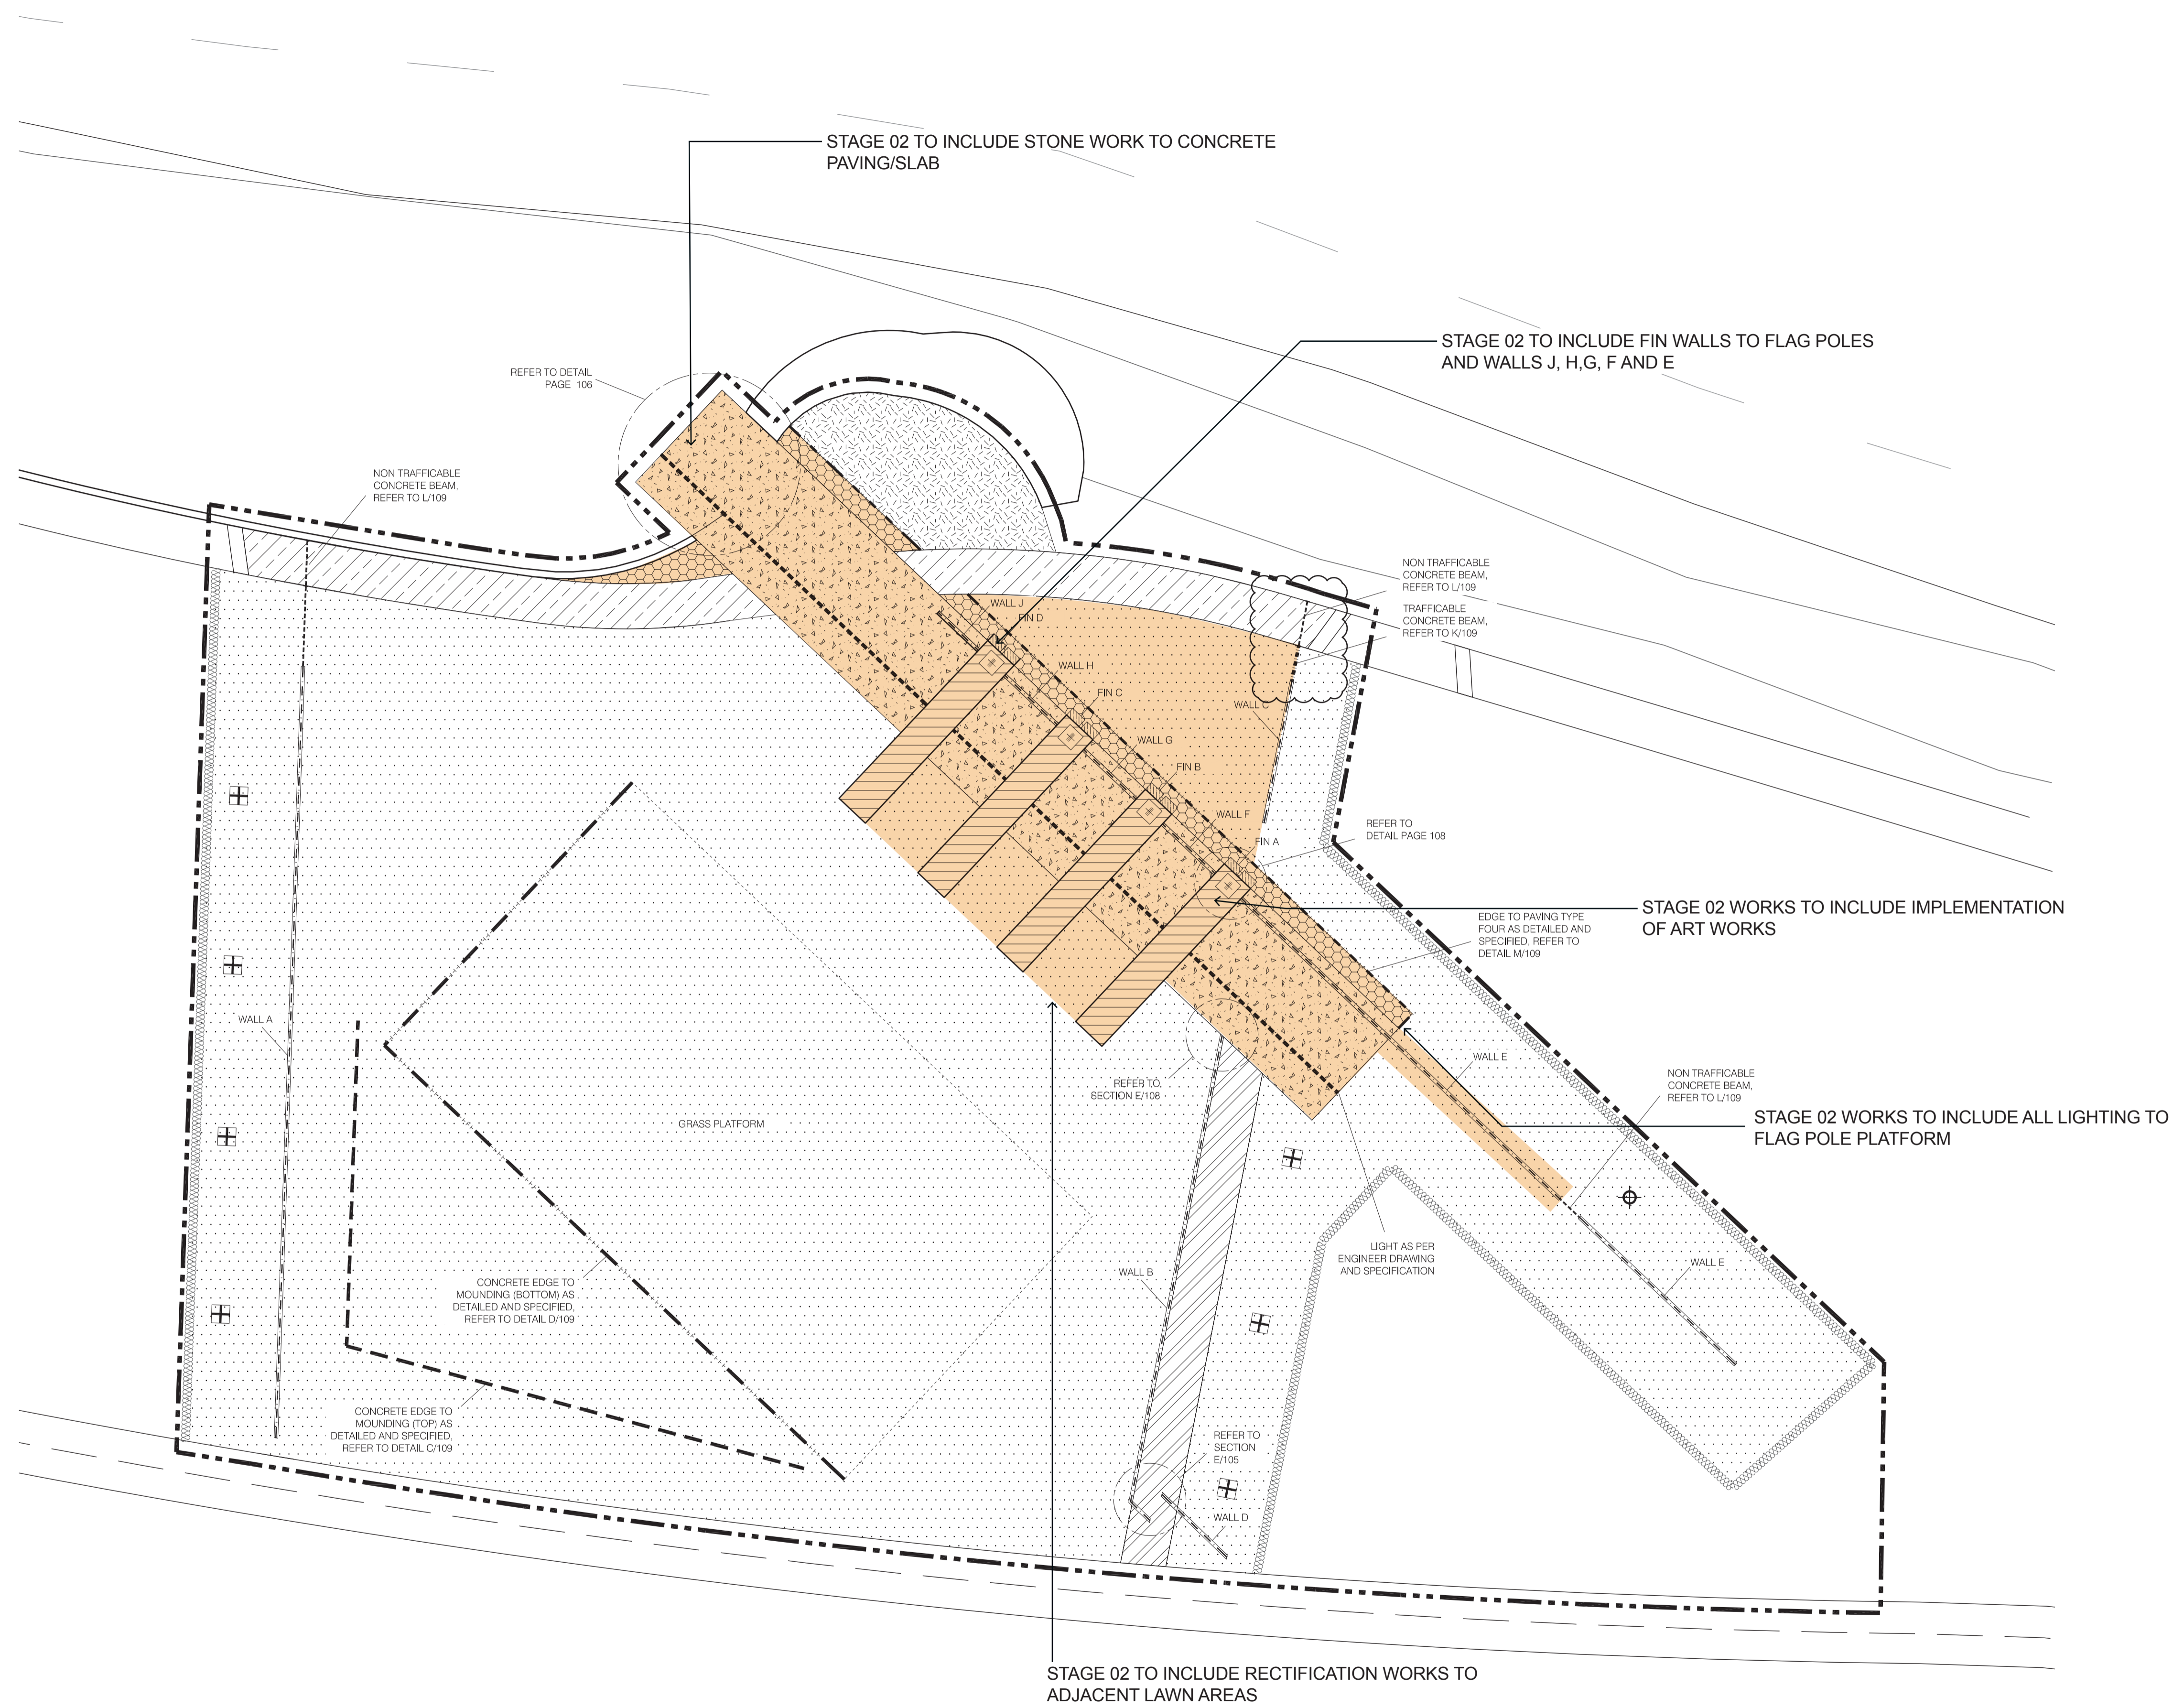 STAGE 02 TO INCLUDE STONE WORK TO CONCRETE
PAVING/SLAB
STAGE 02 TO INCLUDE FIN WALLS TO FLAG POLES
AND WALLS J, H,G, F AND E
REFER TO DETAIL
PAGE 106
NON TRAFFICABLE
CONCRETE BEAM,
REFER TO L/109
NON TRAFFICABLE
CONCRETE BEAM,
REFER TO L/109
TRAFFICABLE
CONCRETE BEAM,
REFER TO K/109
WALL J
FIN D
WALL H
FIN C
WALL C
WALL G
FIN B
WALL F
FIN A
REFER TO
DETAIL PAGE 108
STAGE 02 WORKS TO INCLUDE IMPLEMENTATION
OF ART WORKS
EDGE TO PAVING TYPE
FOUR AS DETAILED AND
SPECIFIED, REFER TO
DETAIL M/109
WALL A
WALL E
REFER TO
SECTION E/108
NON TRAFFICABLE
CONCRETE BEAM,
REFER TO L/109
STAGE 02 WORKS TO INCLUDE ALL LIGHTING TO
FLAG POLE PLATFORM
GRASS PLATFORM
LIGHT AS PER
ENGINEER DRAWING
AND SPECIFICATION
WALL E
WALL B
CONCRETE EDGE TO
MOUNDING (BOTTOM) AS
DETAILED AND SPECIFIED,
REFER TO DETAIL D/109
CONCRETE EDGE TO
MOUNDING (TOP) AS
DETAILED AND SPECIFIED,
REFER TO DETAIL C/109
REFER TO
SECTION
E/105
WALL D
STAGE 02 TO INCLUDE RECTIFICATION WORKS TO
ADJACENT LAWN AREAS